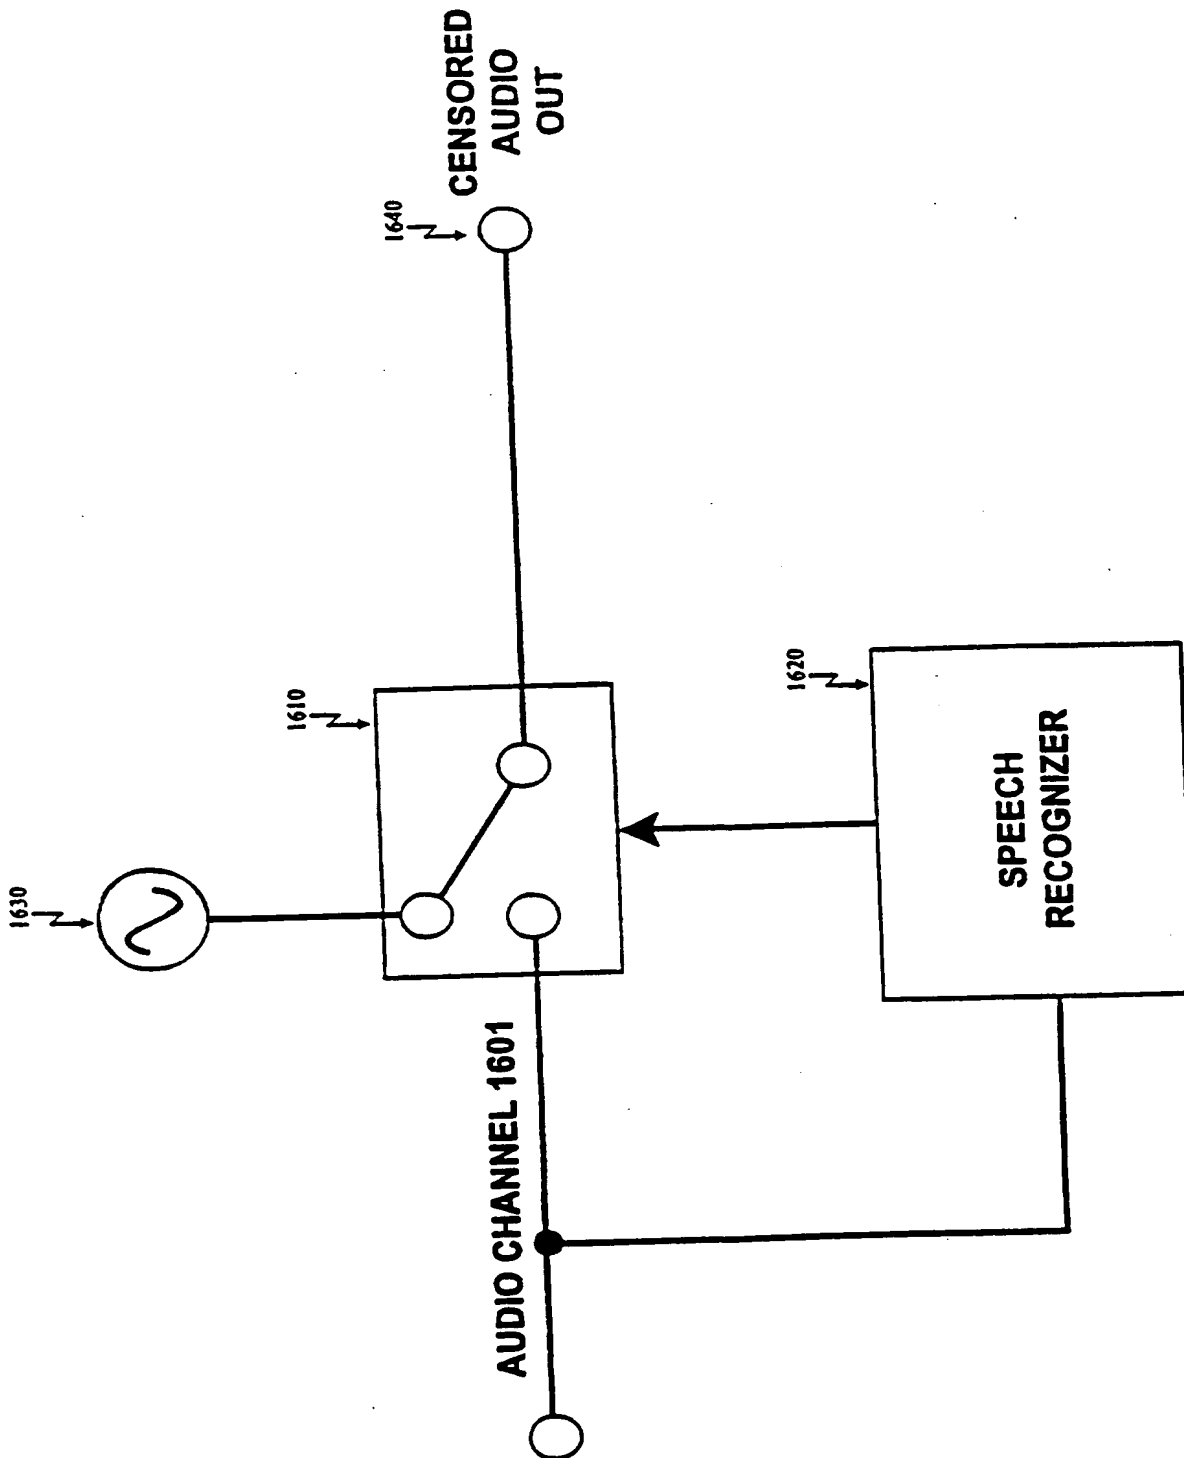 1630
1610
1640
CENSORED
AUDIO
OUT
AUDIO CHANNEL 1601
1620
SPEECH
RECOGNIZER